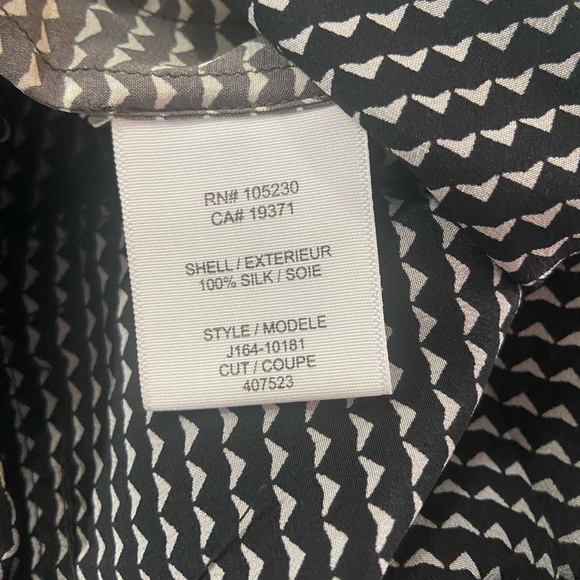 RN# 105230
CA# 19371
SHELL / EXTERIEUR
100% SILK / SOIE
STYLE / MODELE
J164-10181
CUT / COUPE
407523